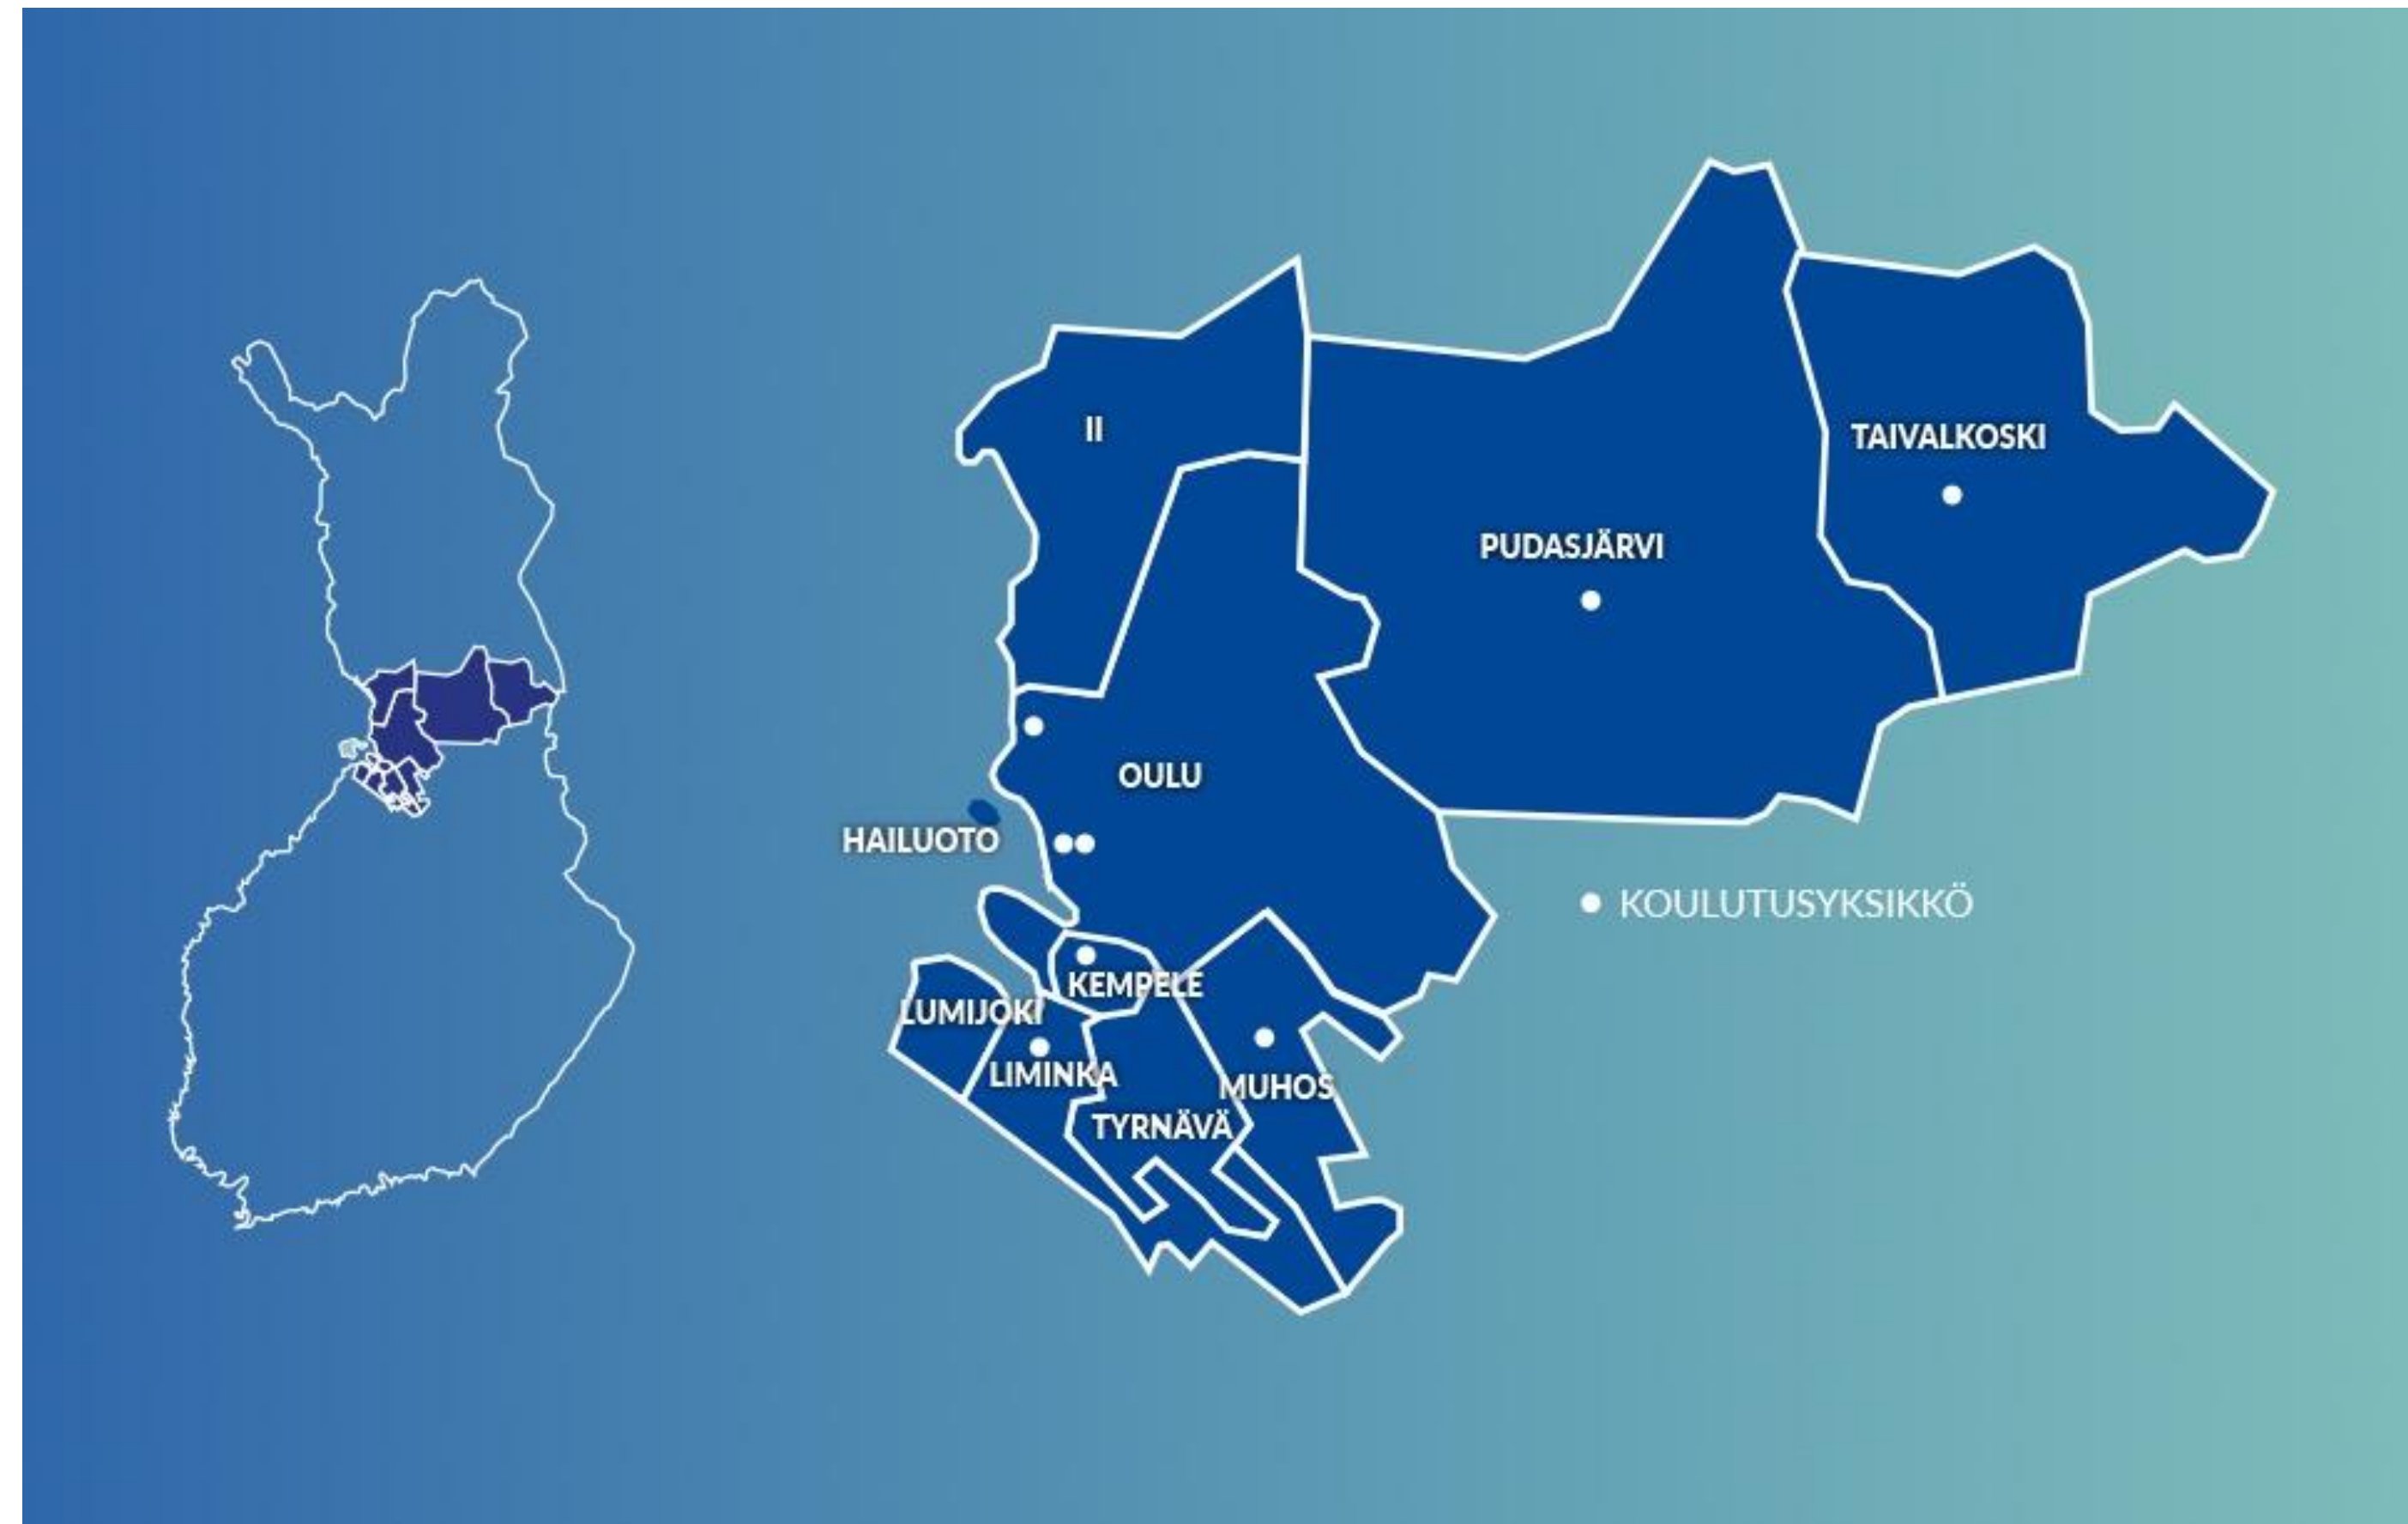 II
TAIVALKOSKI
PUDASJÄRVI
OULU
HAILUOTO
KOULUTUSYKSIKKÖ
KEMPELE
LUMIJOKI
LIMINKA
MUHOS
TYRNÄVÄ